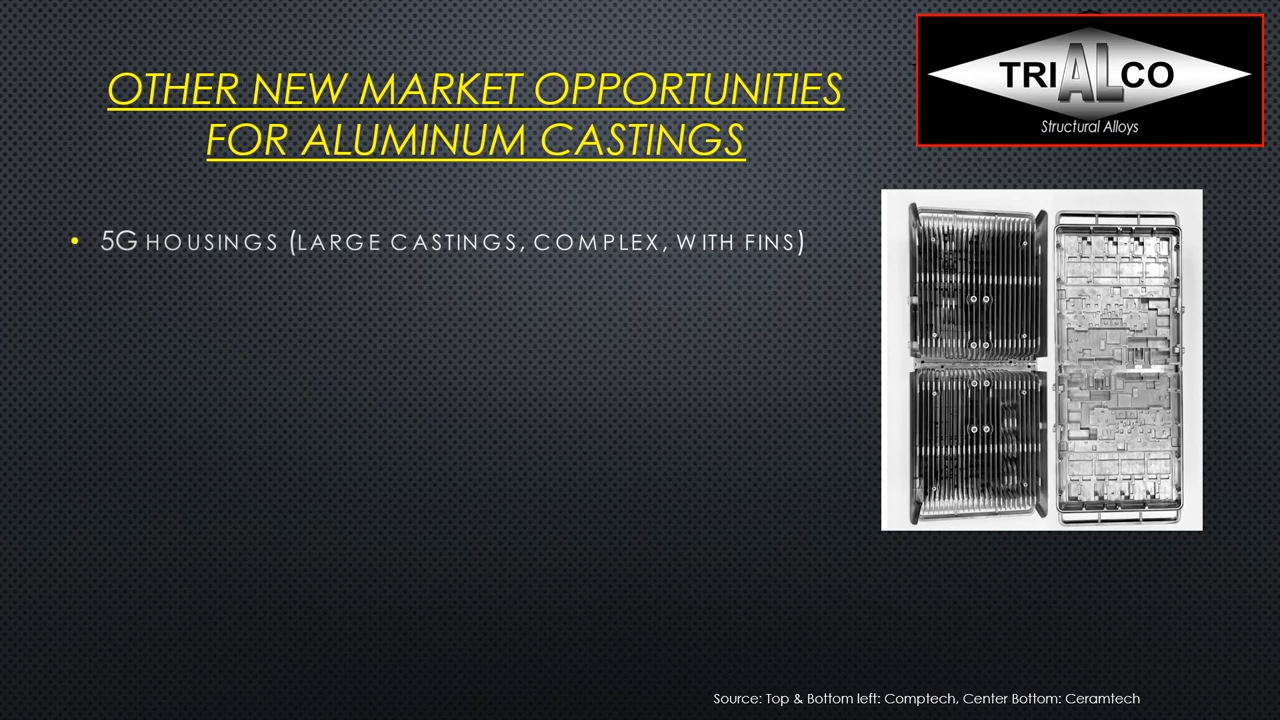 OTHER NEW MARKET OPPORTUNITIES
FOR ALUMINUM CASTINGS
TRIALCO
Structural Alloys
• 5G HOUSINGS (LARGE CASTINGS, COMPLEX, WITH FINS)
Source: Top & Bottom left: Comptech, Center Bottom: Ceramtech